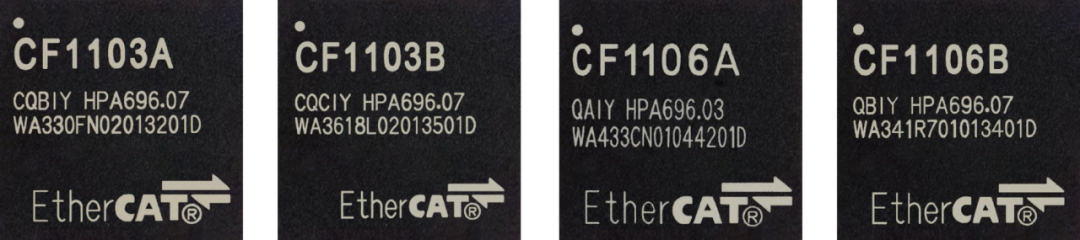 CF1103A
CQBIY HPA696.07
WA330FN02013201D
EtherCAT®
CF1103B
CQCIY HPA696.07
WA3618L02013501D
EtherCAT®
CF1106A
QAIY HPA696.03
WA433CN01044201D
EtherCAT®
CF1106B
QBIY HPA696.07
WA341R701013401D
EtherCAT®